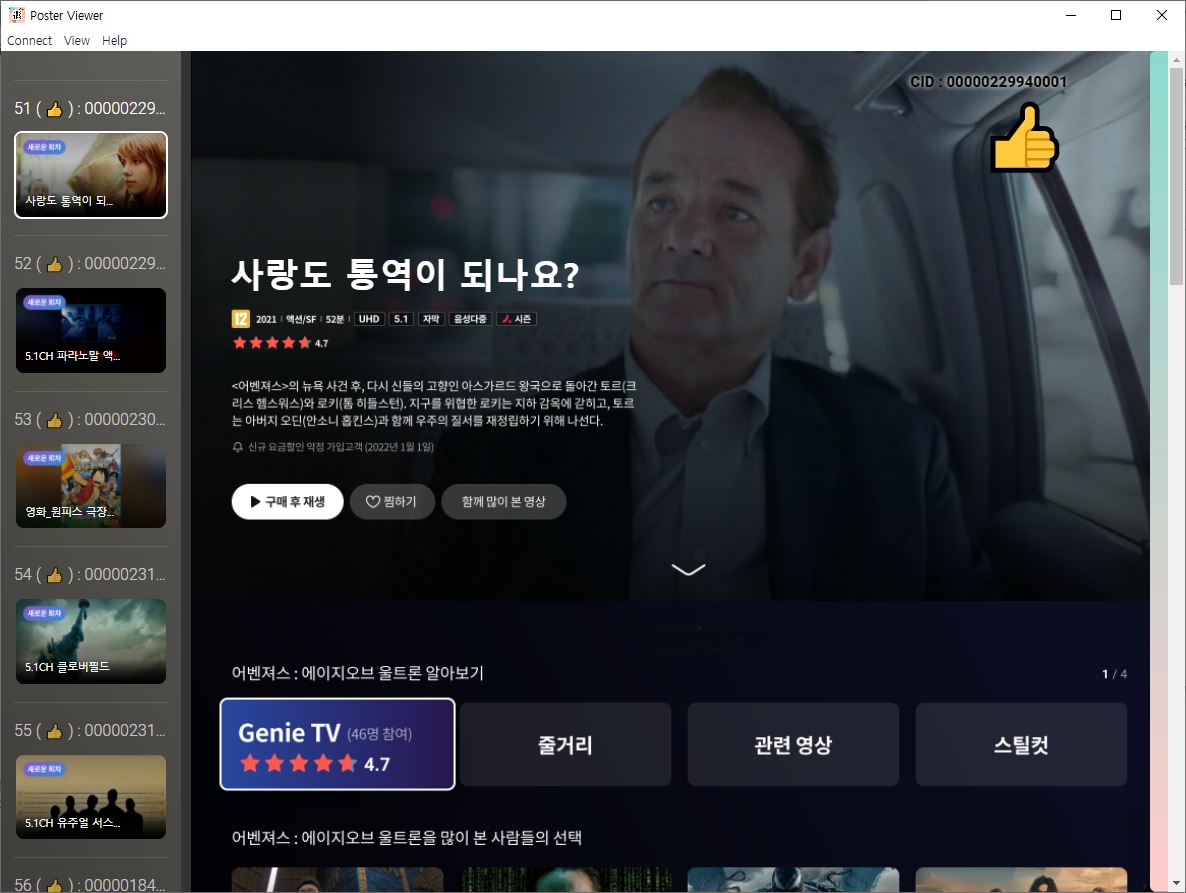 Poster Viewer
Connect View Help
51 ( 👍 ) : 00000229...
새로운 회차
사랑도 통역이 되...
52 ( 👍 ) : 00000229...
새로운 회차
5.1CH 파라노말 액...
53 ( 👍 ) : 00000230...
새로운 회차
영화_원피스 극장...
54 ( 👍 ) : 00000231...
새로운 회차
5.1CH 클로버필드
55 ( 👍 ) : 00000231...
새로운 회차
5.1CH 유주얼 서스...
56 ( 👍 ) : 00000184...
CID : 00000229940001
사랑도 통역이 되나요?
12 2021 | 액션/SF | 52분 | UHD 5.1 자막 음성다중 시즌
4.7
<어벤져스>의 뉴욕 사건 후, 다시 신들의 고향인 아스가르드 왕국으로 돌아간 토르(크
리스 헴스워스)와 로키(톰 히들스턴). 지구를 위협한 로키는 지하 감옥에 갇히고, 토르
는 아버지 오딘(안소니 홉킨스)과 함께 우주의 질서를 재정립하기 위해 나선다.
신규 요금할인 약정 가입고객 (2022년 1월 1일)
구매 후 재생 찜하기 함께 많이 본 영상
어벤져스 : 에이지오브 울트론 알아보기 1 / 4
Genie TV (46명 참여)
4.7
줄거리 관련 영상 스틸컷
어벤져스 : 에이지오브 울트론을 많이 본 사람들의 선택